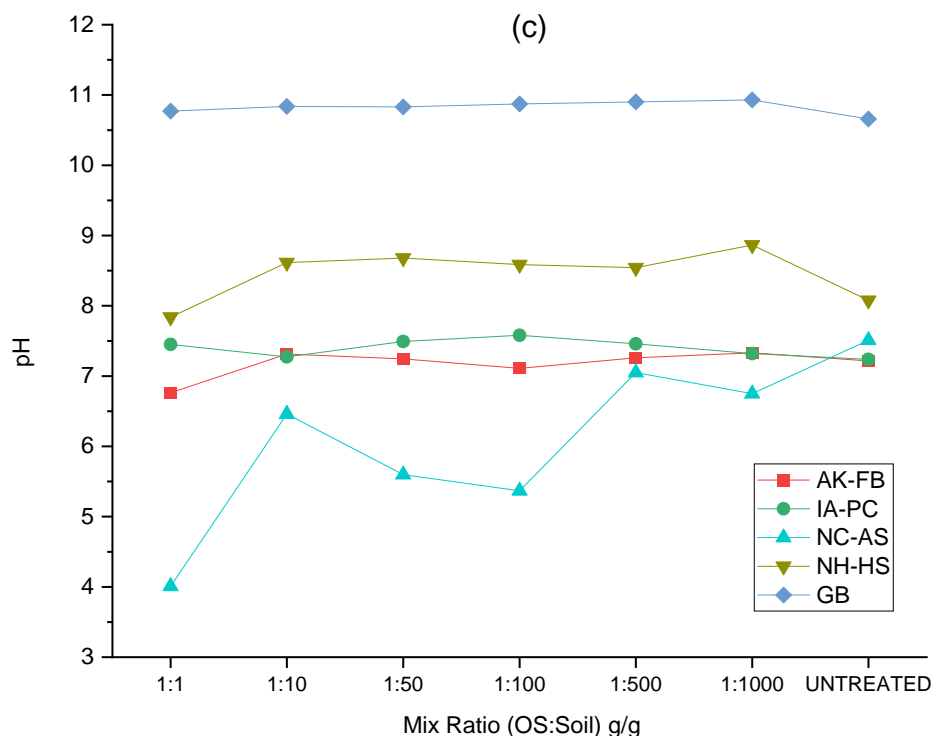 (c)
12
11
10
9
8
7
6
5
4
3
pH
AK-FB
IA-PC
NC-AS
NH-HS
GB
1:1 1:10 1:50 1:100 1:500 1:1000 UNTREATED
Mix Ratio (OS:Soil) g/g